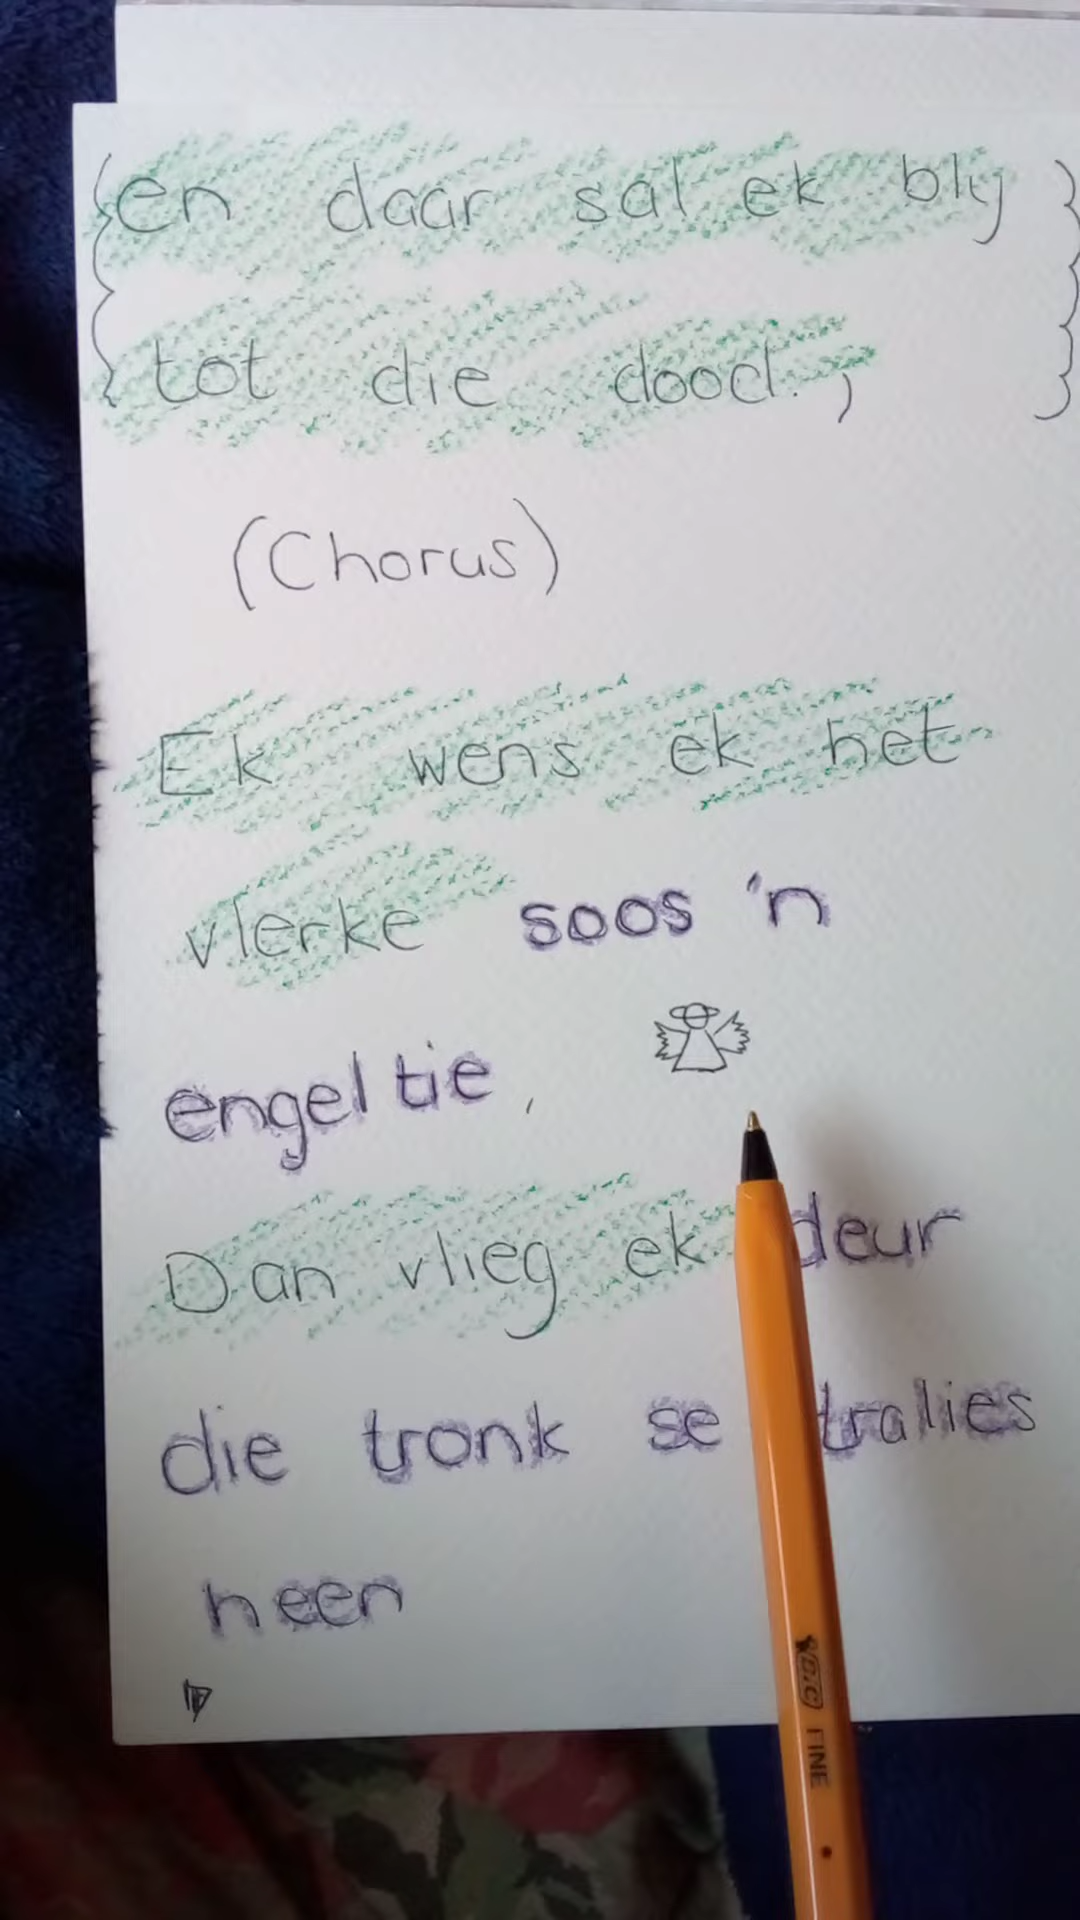 {en daar sal ek bly}
{tot die dood.,}
(Chorus)
Ek wens ek het
vlerke soos 'n
engeltie,
Dan vlieg ek deur
die tronk se tralies
heen
BIC FINE